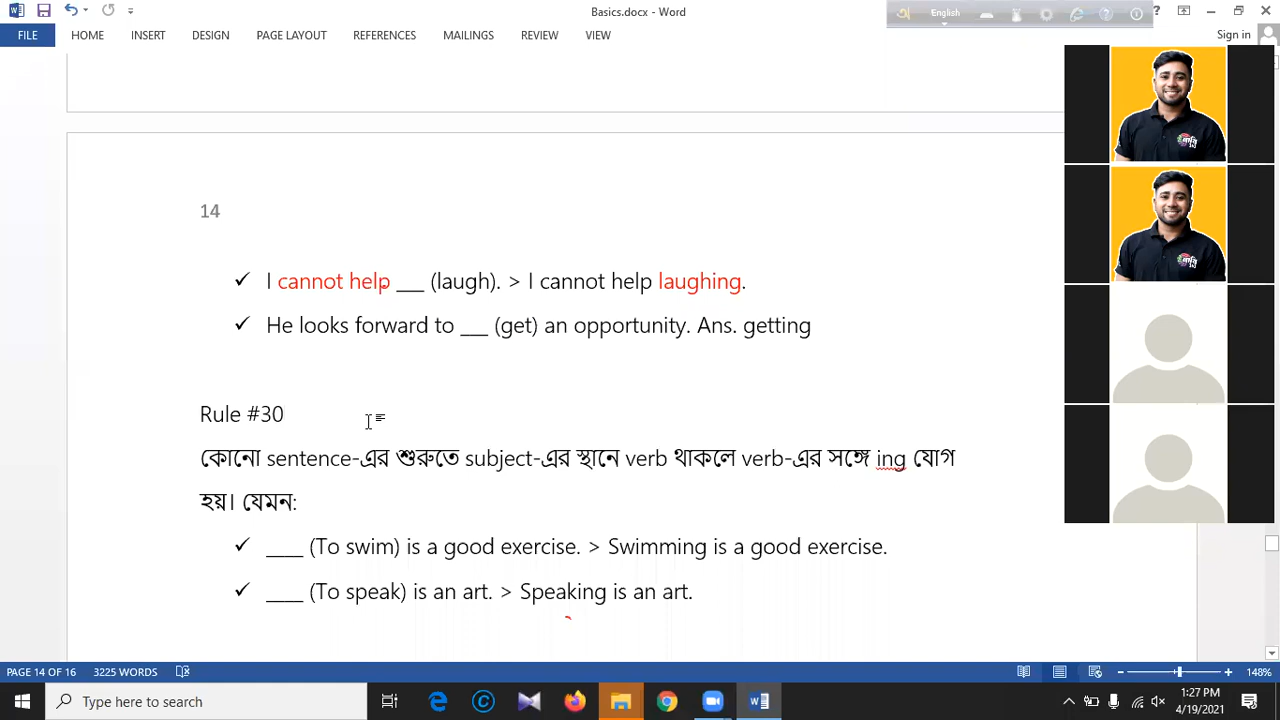 Basics.docx - Word
English
?
FILE HOME INSERT DESIGN PAGE LAYOUT REFERENCES MAILINGS REVIEW VIEW
Sign in
14
✓ I cannot help ___ (laugh). > I cannot help laughing.
✓ He looks forward to ___ (get) an opportunity. Ans. getting
Rule #30
কোনো sentence-এর শুরুতে subject-এর স্থানে verb থাকলে verb-এর সঙ্গে ing যোগ
হয়। যেমন:
✓ ____ (To swim) is a good exercise. > Swimming is a good exercise.
✓ ____ (To speak) is an art. > Speaking is an art.
PAGE 14 OF 16 3225 WORDS
148%
Type here to search
1:27 PM
4/19/2021